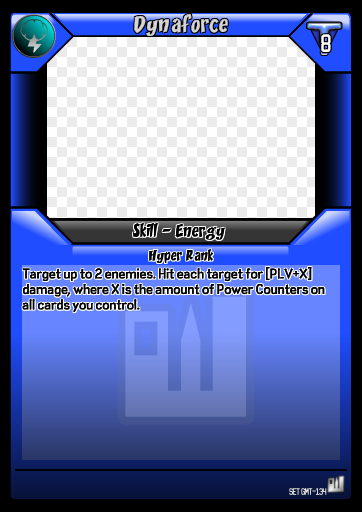 Dynaforce
8
Skill - Energy
Hyper Rank
Target up to 2 enemies. Hit each target for [PLV+X]
damage, where X is the amount of Power Counters on
all cards you control.
SET GMT-134